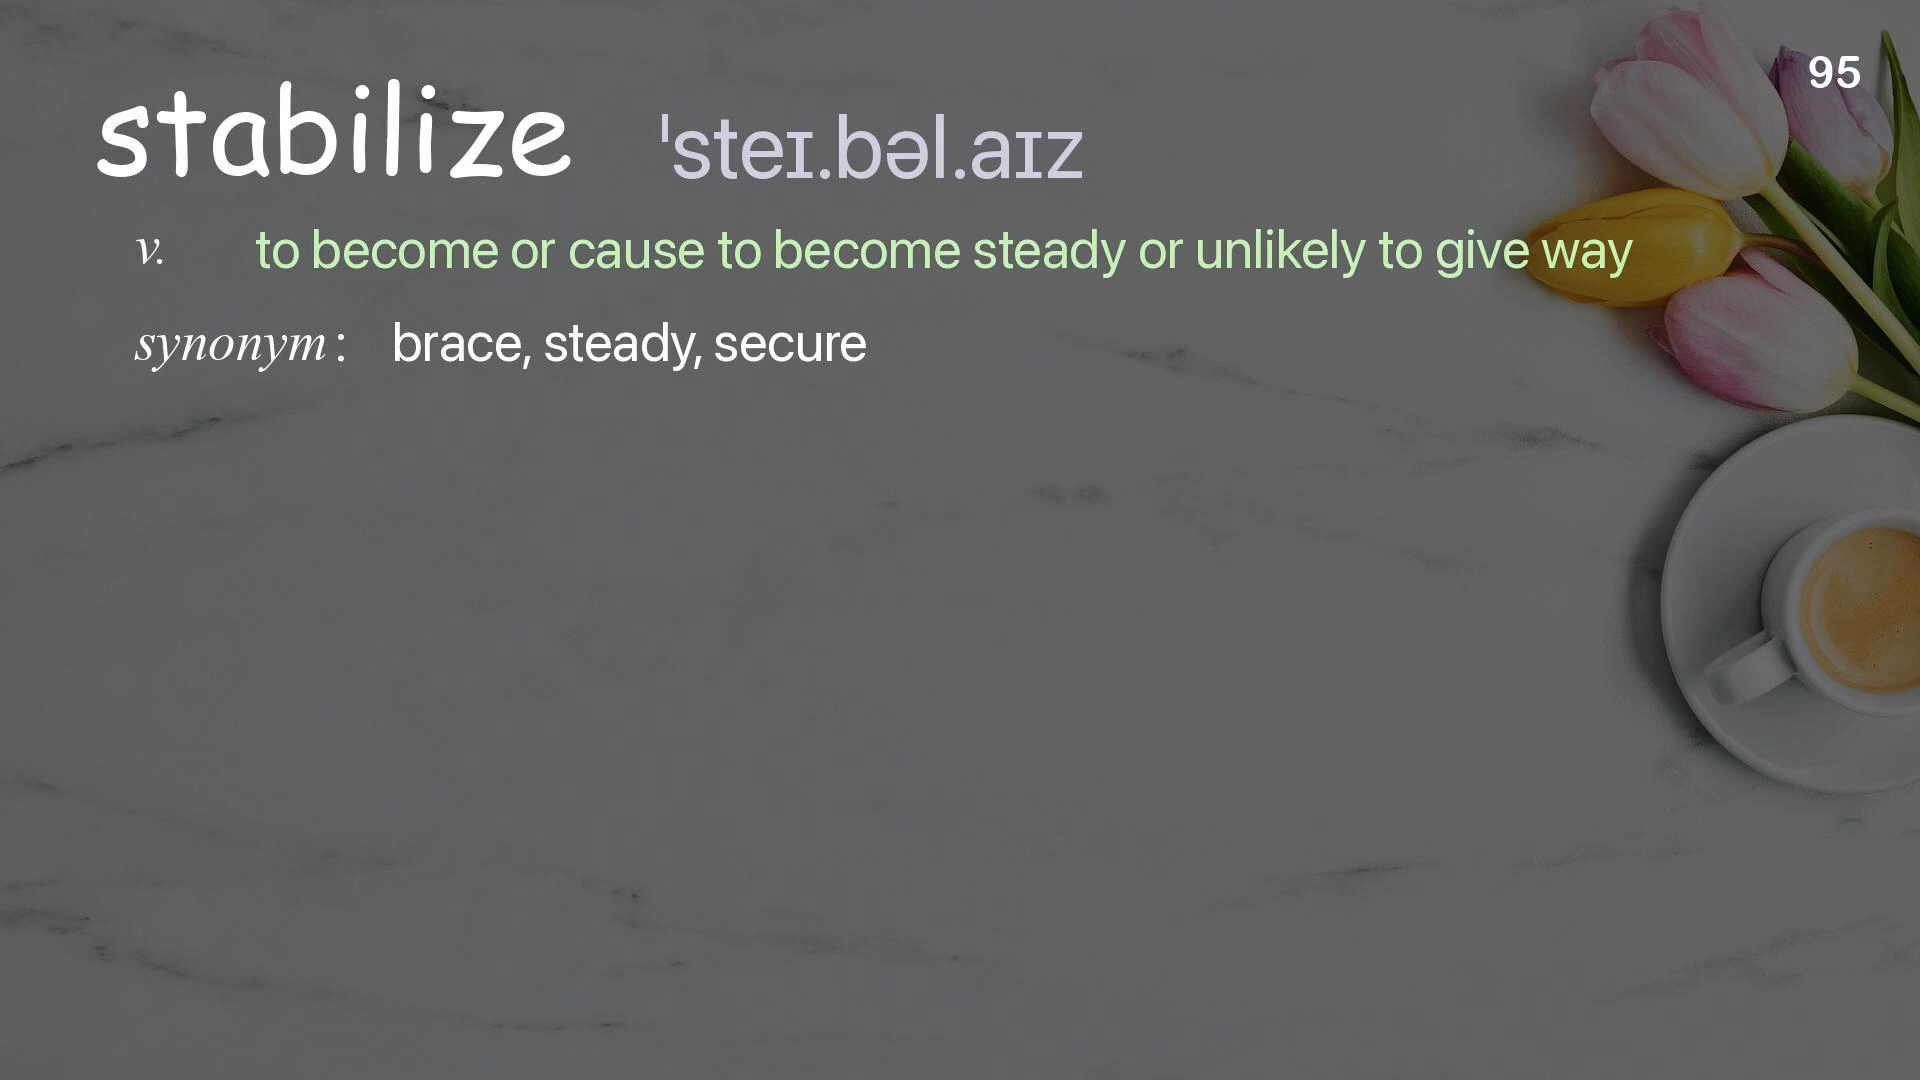 95
stabilize ˈsteɪ.bəl.aɪz
v. to become or cause to become steady or unlikely to give way
synonym : brace, steady, secure